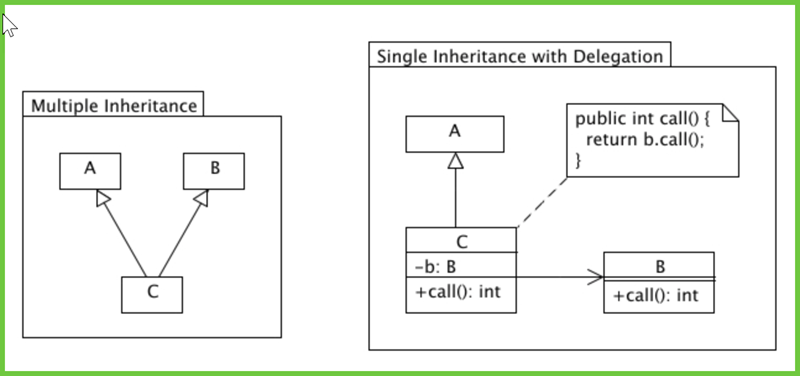 Multiple Inheritance
A
B
C
Single Inheritance with Delegation
A
public int call() {
return b.call();
}
C
-b: B
+call(): int
B
+call(): int